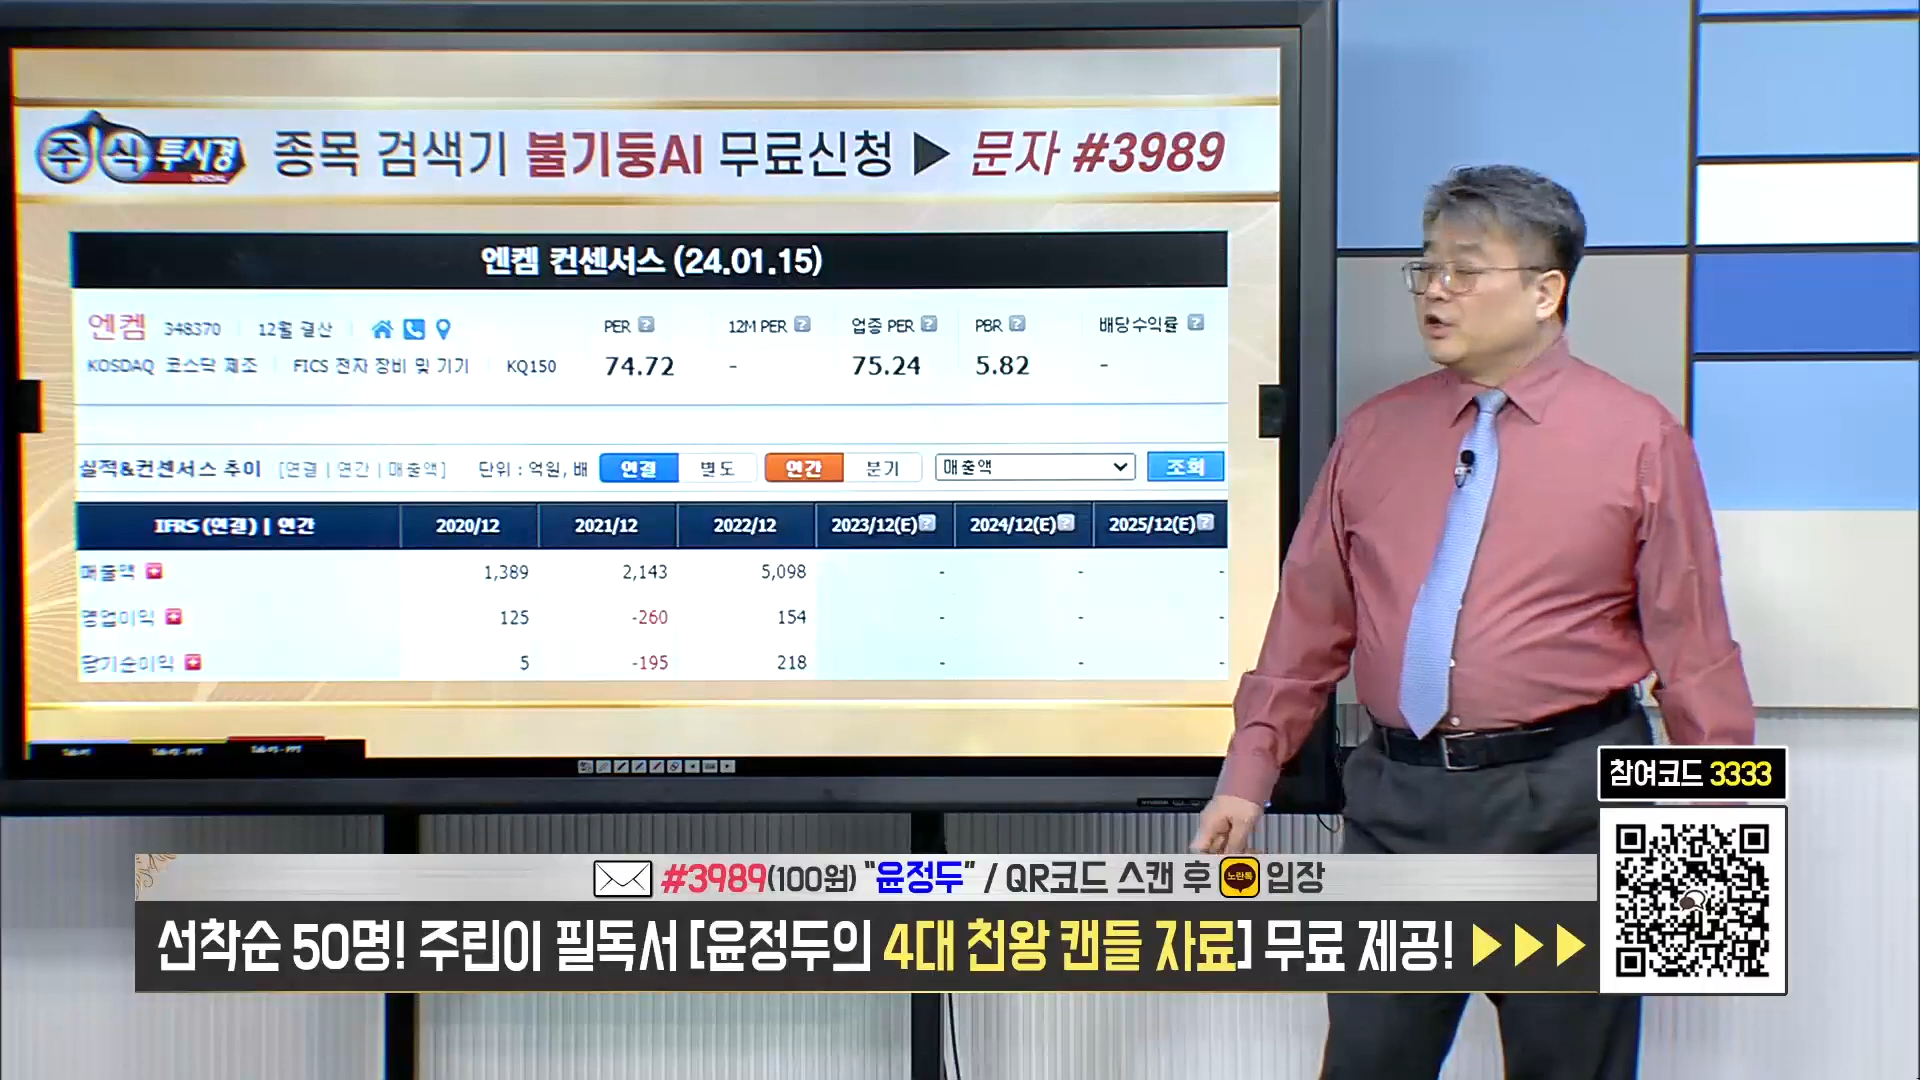 주식투시경 종목 검색기 불기둥AI 무료신청 ▶ 문자 #3989
엔켐 컨센서스 (24.01.15)
엔켐 348370 12월 결산
PER 12M PER 업종 PER PBR 배당수익률
KOSDAQ 코스닥 제조 FICS 전자 장비 및 기기 KQ150
74.72 - 75.24 5.82 -
실적&컨센서스 추이 [연결 | 연간 | 매출액] 단위 : 억원, 배 연결 별도 연간 분기 매출액 조회
IFRS (연결) | 연간 2020/12 2021/12 2022/12 2023/12(E) 2024/12(E) 2025/12(E)
매출액 1,389 2,143 5,098 - - -
영업이익 125 -260 154 - - -
당기순이익 5 -195 218 - - -
참여코드 3333
#3989(100원) "윤정두" / QR코드 스캔 후 노란톡 입장
선착순 50명! 주린이 필독서 [윤정두의 4대 천왕 캔들 자료] 무료 제공! ▶▶▶